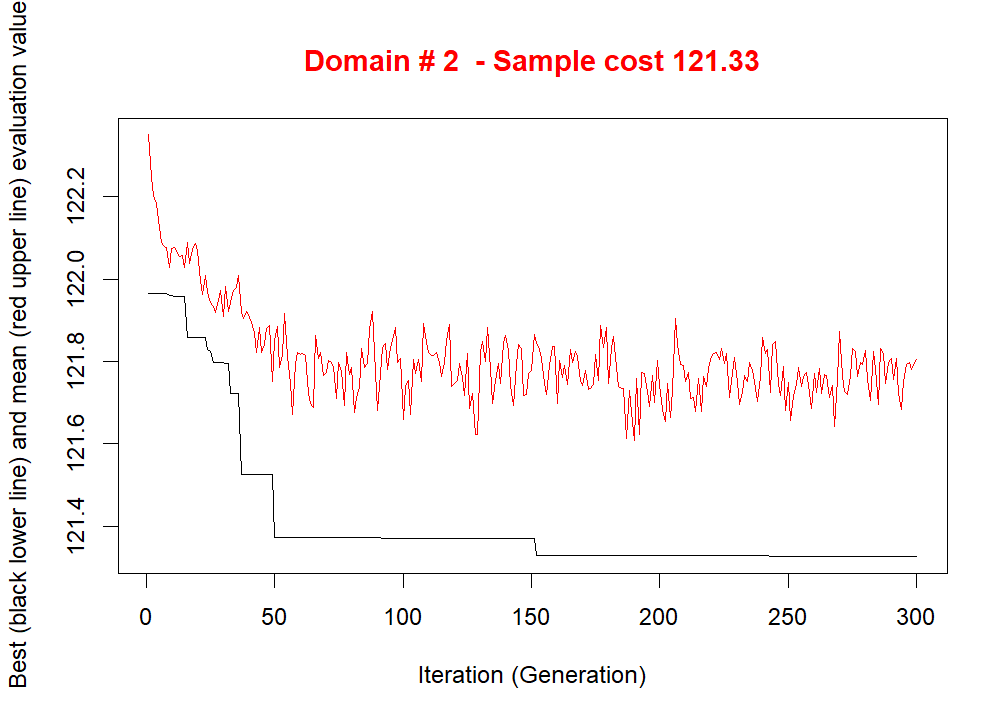 Domain # 2  - Sample cost 121.33
Best (black lower line) and mean (red upper line) evaluation value
122.2
122.0
121.8
121.6
121.4
0 50 100 150 200 250 300
Iteration (Generation)